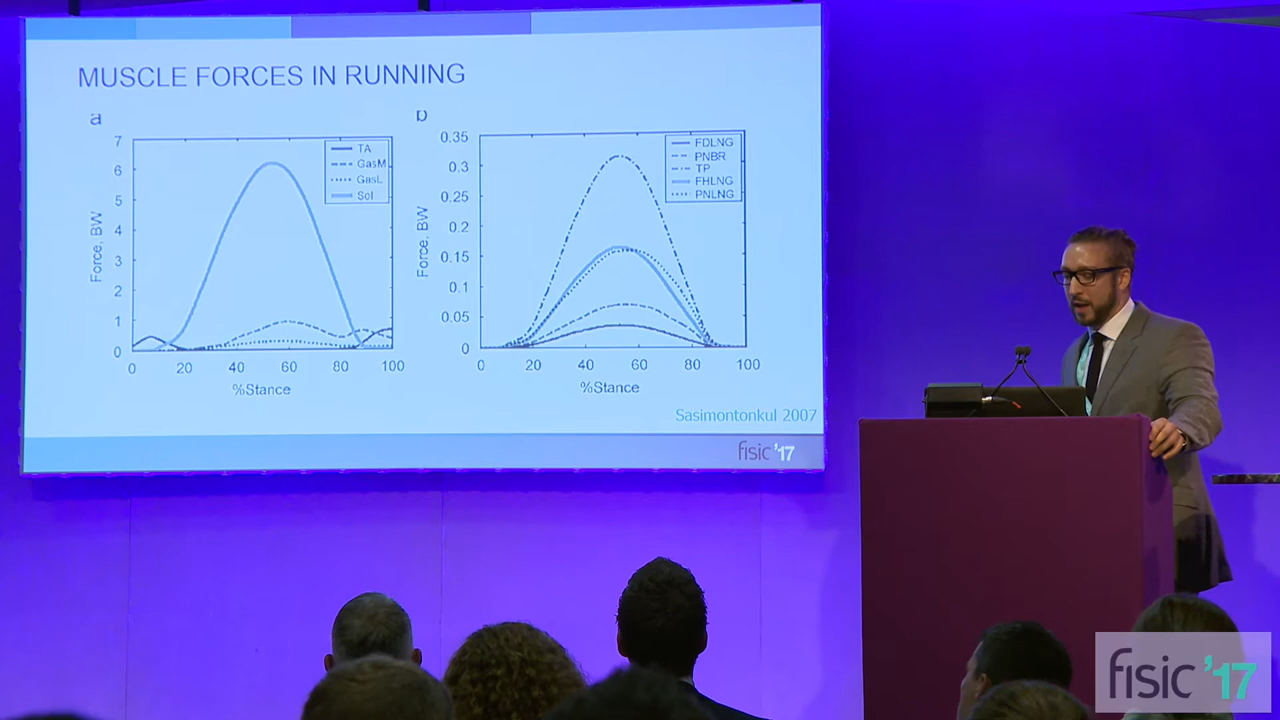 MUSCLE FORCES IN RUNNING
a
7
6
5
4
3
2
1
0
Force, BW
TA
GasM
GasL
Sol
0 20 40 60 80 100
%Stance
b
0.35
0.3
0.25
0.2
0.15
0.1
0.05
0
Force, BW
FDLNG
PNBR
TP
FHLNG
PNLNG
0 20 40 60 80 100
%Stance
Sasimontonkul 2007
fisic '17
fisic '17